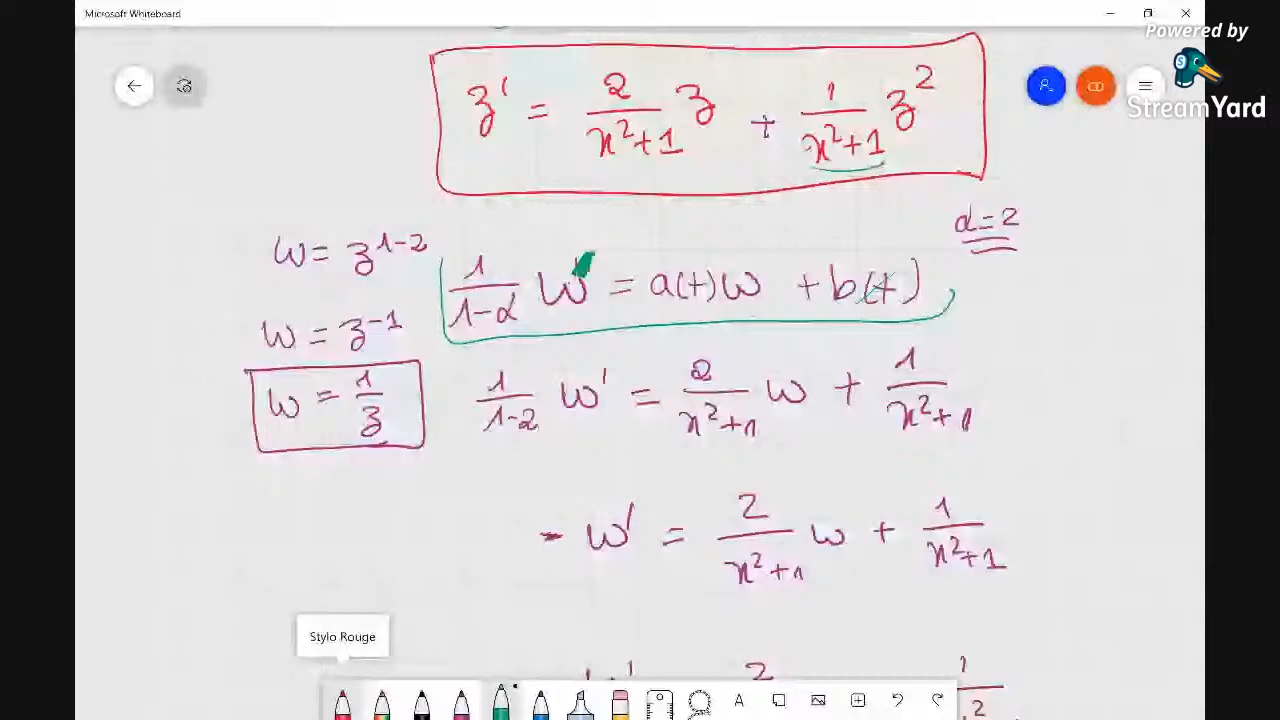 Microsoft Whiteboard
Powered by
StreamYard
z' = 2/(x²+1) z + 1/(x²+1) z²
α=2
w = z^(1-2)
1/(1-α) w' = a(t)w + b(t)
w = z^(-1)
w = 1/z
1/(1-2) w' = 2/(x²+1) w + 1/(x²+1)
- w' = 2/(x²+1) w + 1/(x²+1)
Stylo Rouge